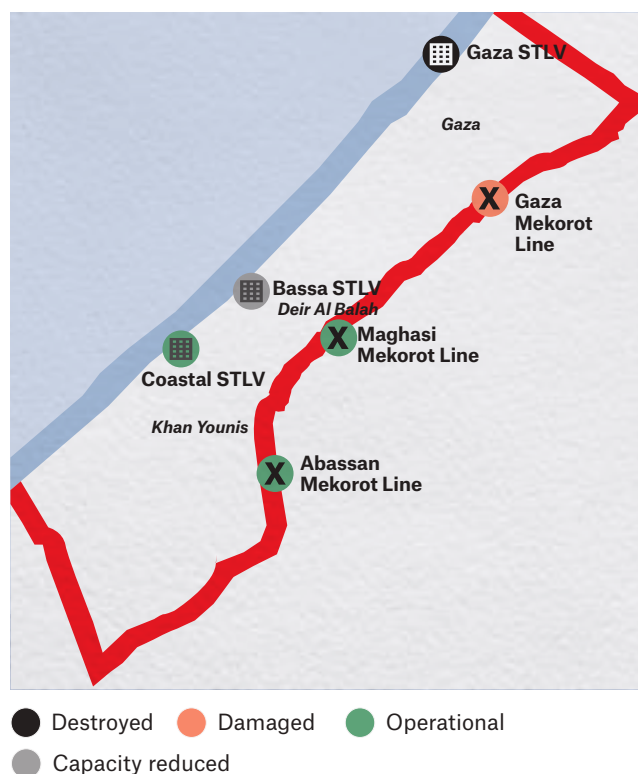 Gaza STLV
Gaza
X
Gaza
Mekorot
Line
Bassa STLV
Deir Al Balah
X
Maghasi
Mekorot Line
Coastal STLV
Khan Younis
X
Abassan
Mekorot Line
Destroyed
Damaged
Operational
Capacity reduced